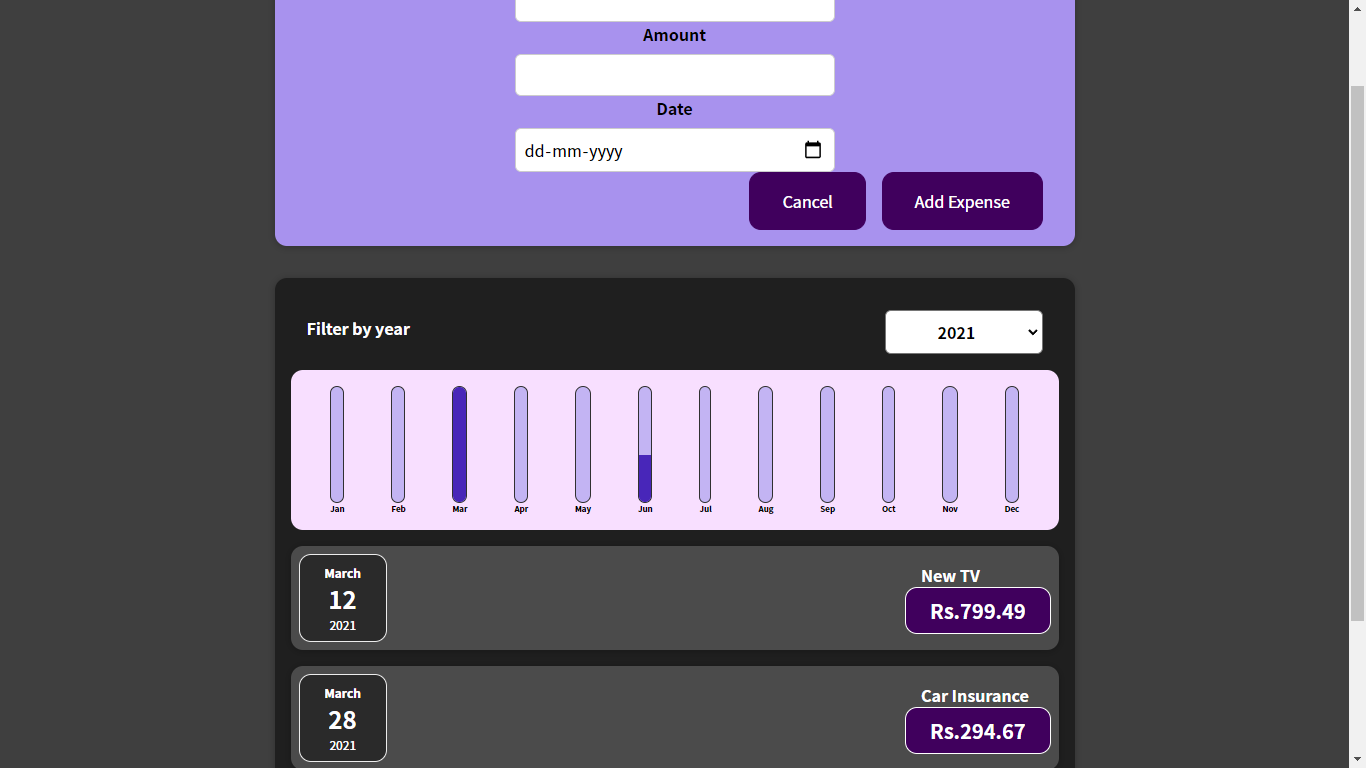 Amount
Date
dd-mm-yyyy
Cancel
Add Expense
Filter by year
2021
Jan Feb Mar Apr May Jun Jul Aug Sep Oct Nov Dec
March
12
2021
New TV
Rs.799.49
March
28
2021
Car Insurance
Rs.294.67